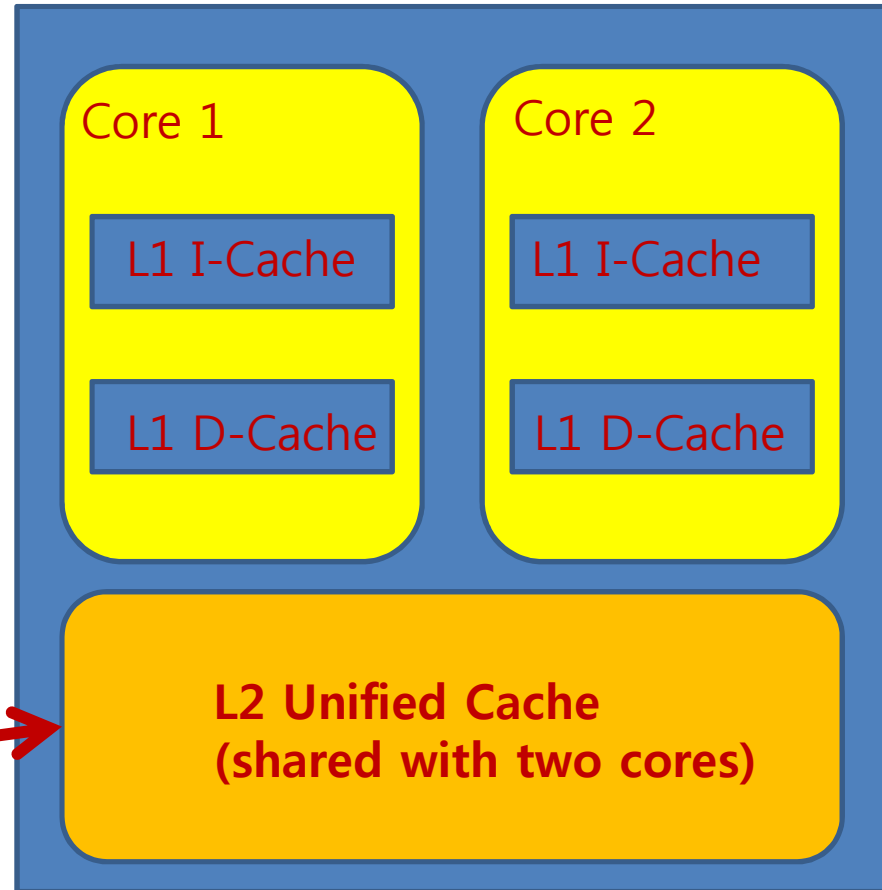 Core 1
Core 2
L1 I-Cache
L1 I-Cache
L1 D-Cache
L1 D-Cache
L2 Unified Cache
(shared with two cores)